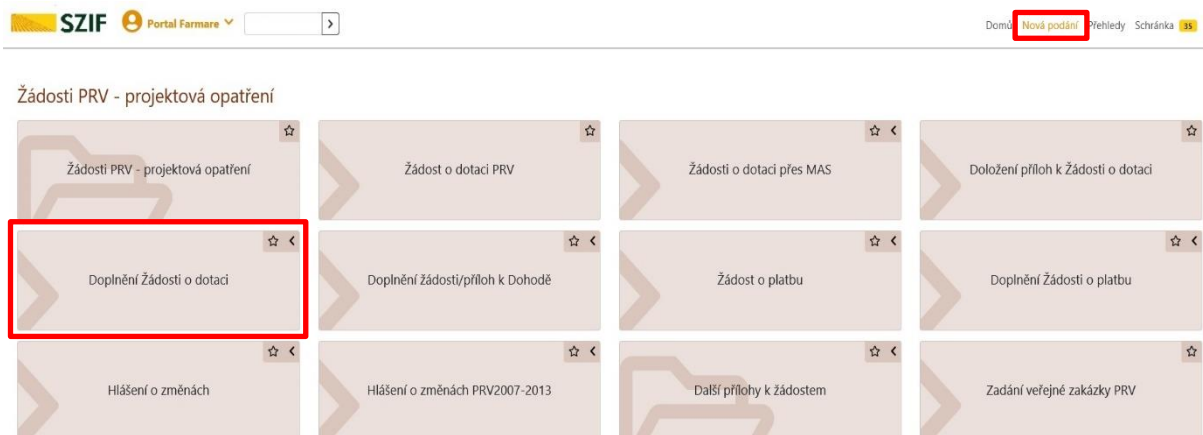 SZIF Portal Farmare Domů Nová podání Přehledy Schránka 35
Žádosti PRV - projektová opatření
Žádosti PRV - projektová opatření Žádost o dotaci PRV Žádosti o dotaci přes MAS Doložení příloh k Žádosti o dotaci
Doplnění Žádosti o dotaci Doplnění žádosti/příloh k Dohodě Žádost o platbu Doplnění Žádosti o platbu
Hlášení o změnách Hlášení o změnách PRV2007-2013 Další přílohy k žádostem Zadání veřejné zakázky PRV